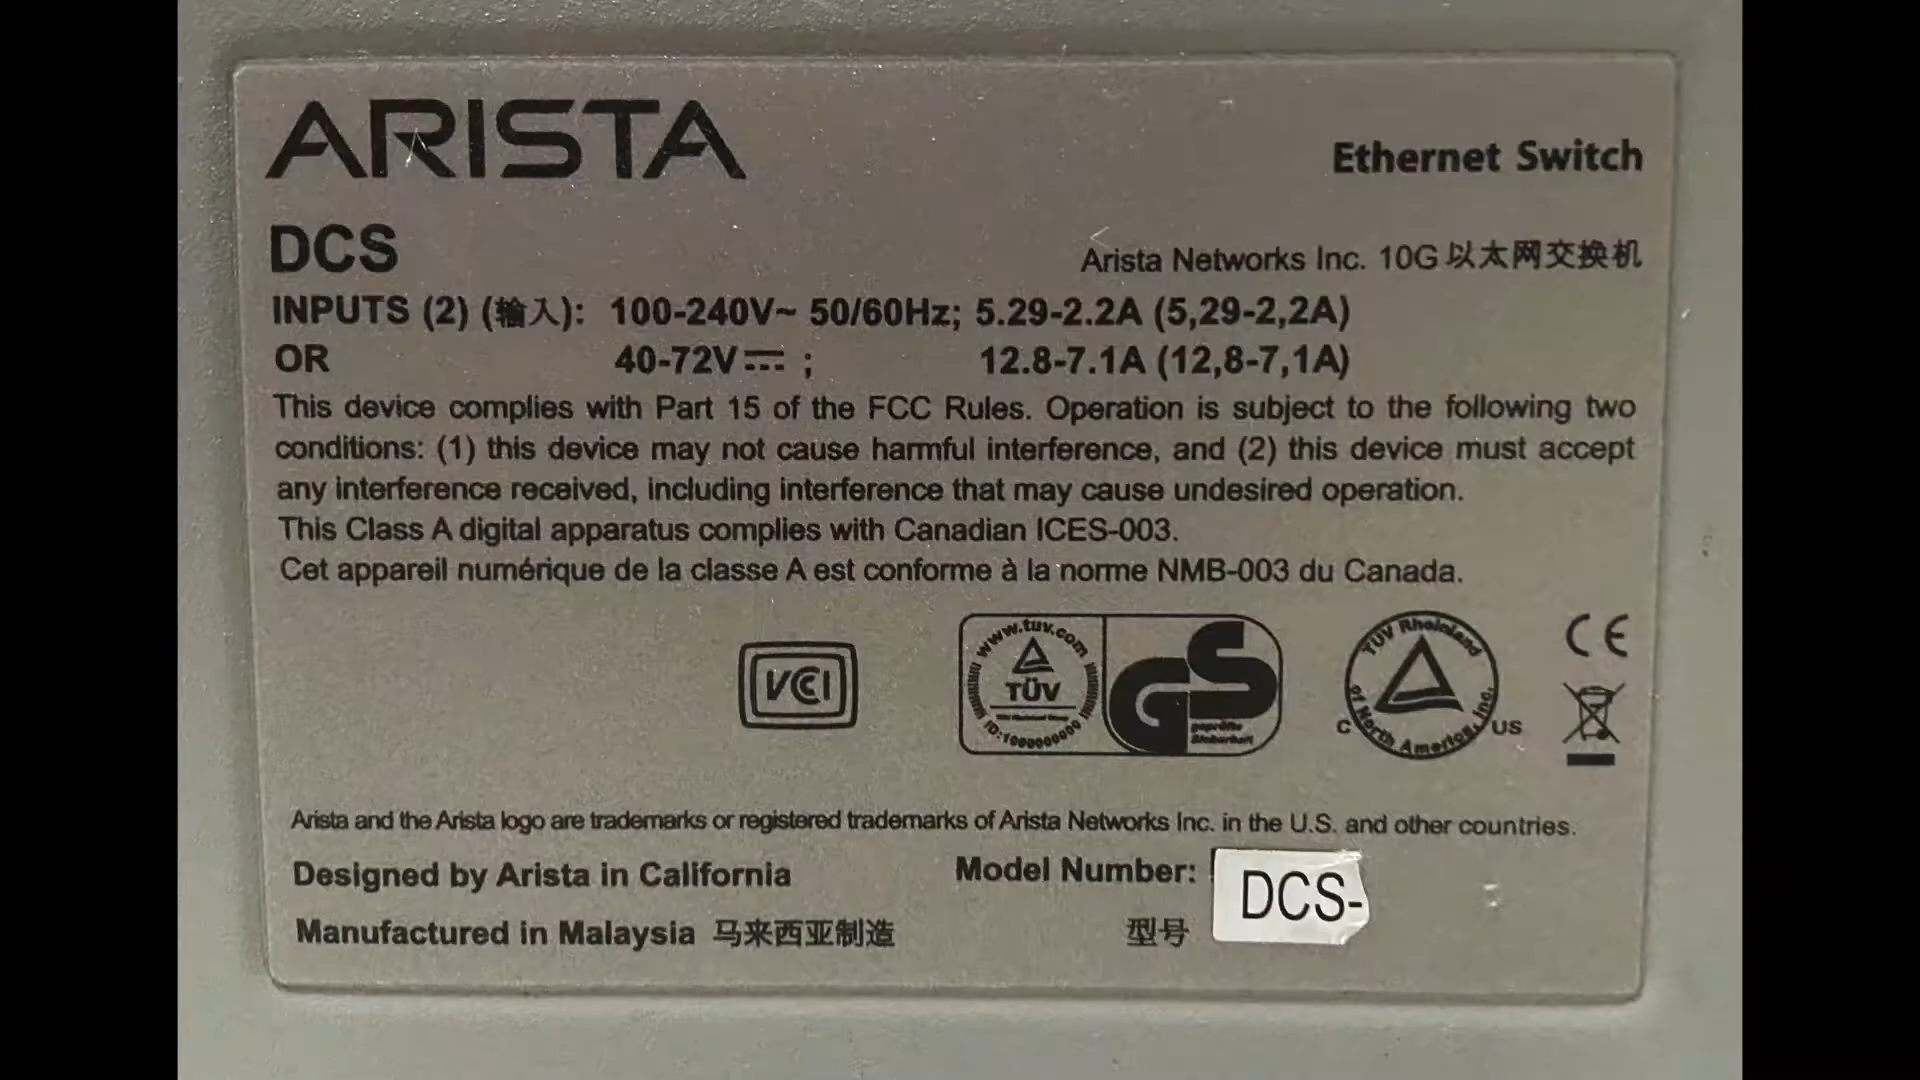 ARISTA
Ethernet Switch
DCS
Arista Networks Inc. 10G 以太网交换机
INPUTS (2) (输入): 100-240V~ 50/60Hz; 5.29-2.2A (5,29-2,2A)
OR 40-72V⎓ ; 12.8-7.1A (12,8-7,1A)
This device complies with Part 15 of the FCC Rules. Operation is subject to the following two
conditions: (1) this device may not cause harmful interference, and (2) this device must accept
any interference received, including interference that may cause undesired operation.
This Class A digital apparatus complies with Canadian ICES-003.
Cet appareil numérique de la classe A est conforme à la norme NMB-003 du Canada.
VCI
www.tuv.com
TÜV
ID:1000000000
GS
geprüfte
Sicherheit
TÜV Rheinland
of North America, Inc.
C US
CE
Arista and the Arista logo are trademarks or registered trademarks of Arista Networks Inc. in the U.S. and other countries.
Designed by Arista in California
Model Number: DCS-
Manufactured in Malaysia 马来西亚制造
型号